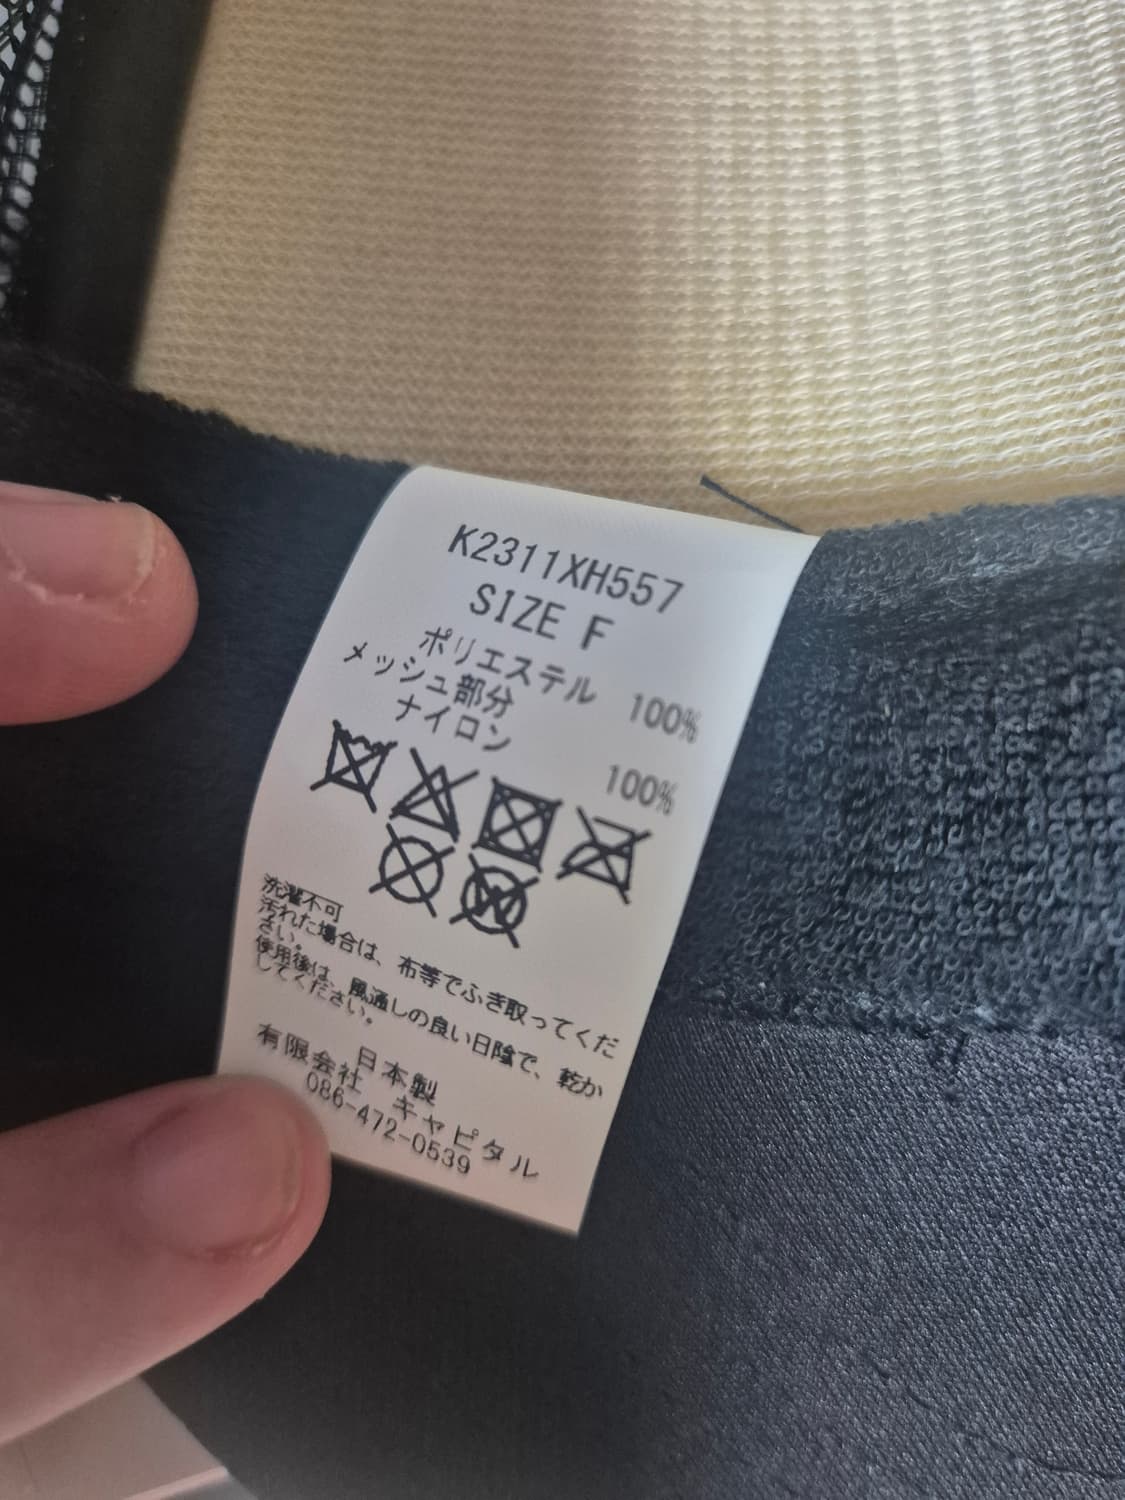 K2311XH557
SIZE F
ポリエステル 100%
メッシュ部分
ナイロン 100%
洗濯不可
汚れた場合は、布等でふき取ってくだ
さい。
使用後は、風通しの良い日陰で、乾か
してください。
日本製
有限会社 キャピタル
086-472-0539